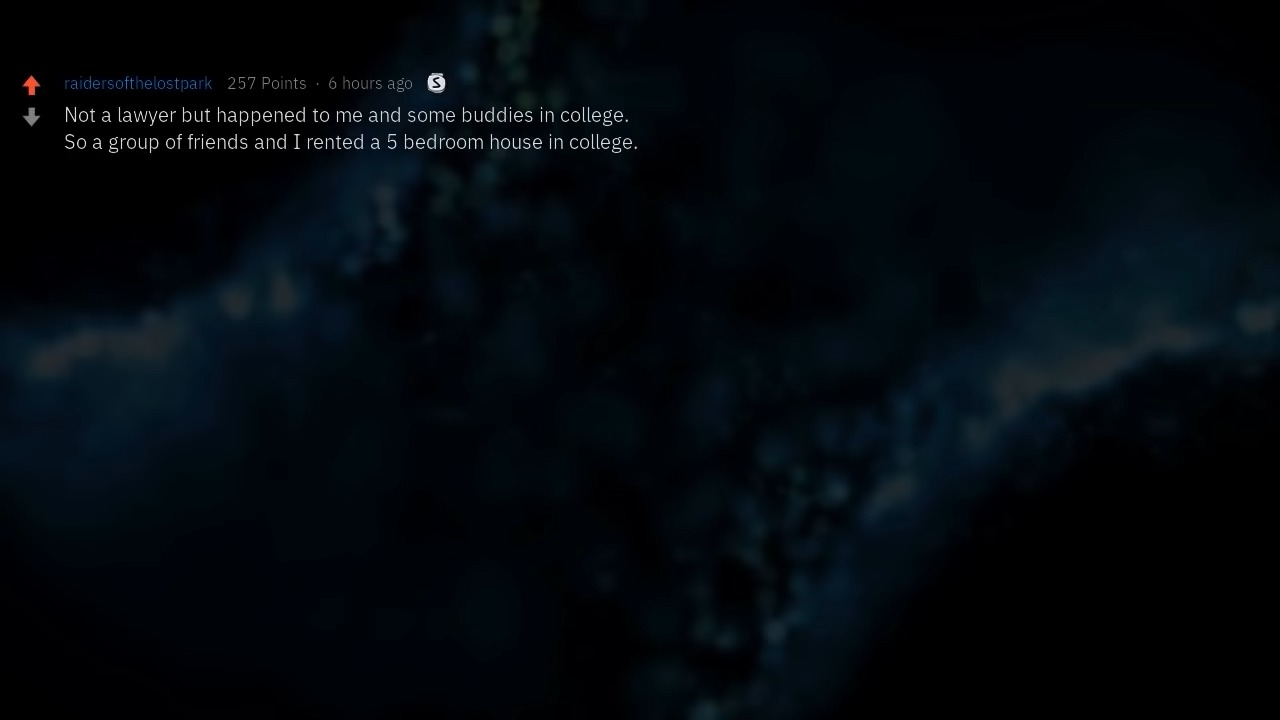 raidersofthelostpark 257 Points · 6 hours ago
Not a lawyer but happened to me and some buddies in college.
So a group of friends and I rented a 5 bedroom house in college.